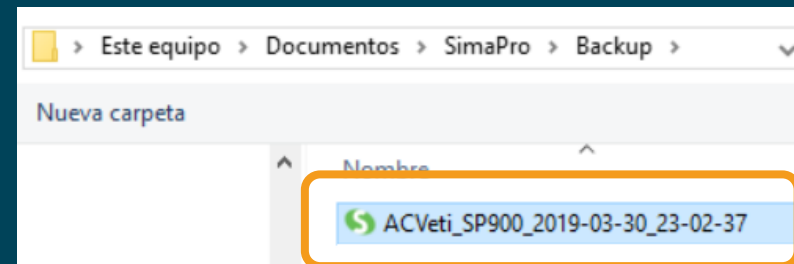 Este equipo > Documentos > SimaPro > Backup >
Nueva carpeta
Nombre
ACVeti_SP900_2019-03-30_23-02-37